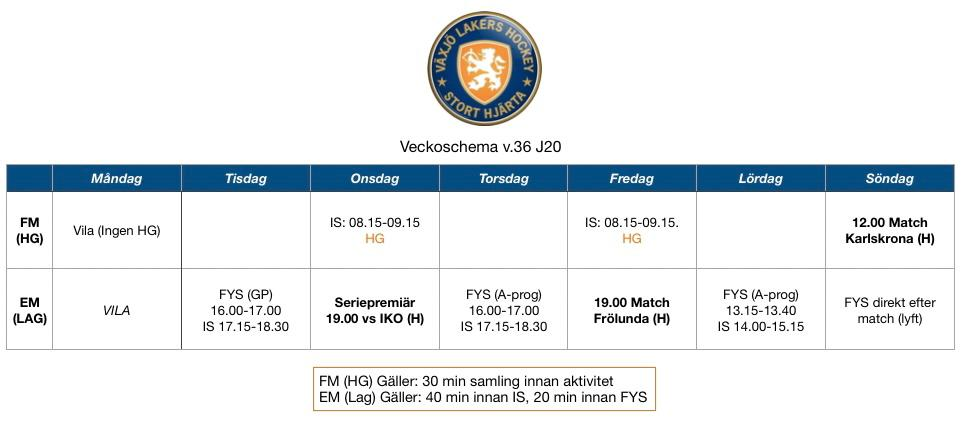 VÄXJÖ LAKERS HOCKEY
STORT HJÄRTA
Veckoschema v.36 J20
Måndag Tisdag Onsdag Torsdag Fredag Lördag Söndag
FM
(HG)
Vila (Ingen HG)
IS: 08.15-09.15
HG
IS: 08.15-09.15.
HG
12.00 Match
Karlskrona (H)
EM
(LAG)
VILA
FYS (GP)
16.00-17.00
IS 17.15-18.30
Seriepremiär
19.00 vs IKO (H)
FYS (A-prog)
16.00-17.00
IS 17.15-18.30
19.00 Match
Frölunda (H)
FYS (A-prog)
13.15-13.40
IS 14.00-15.15
FYS direkt efter
match (lyft)
FM (HG) Gäller: 30 min samling innan aktivitet
EM (Lag) Gäller: 40 min innan IS, 20 min innan FYS